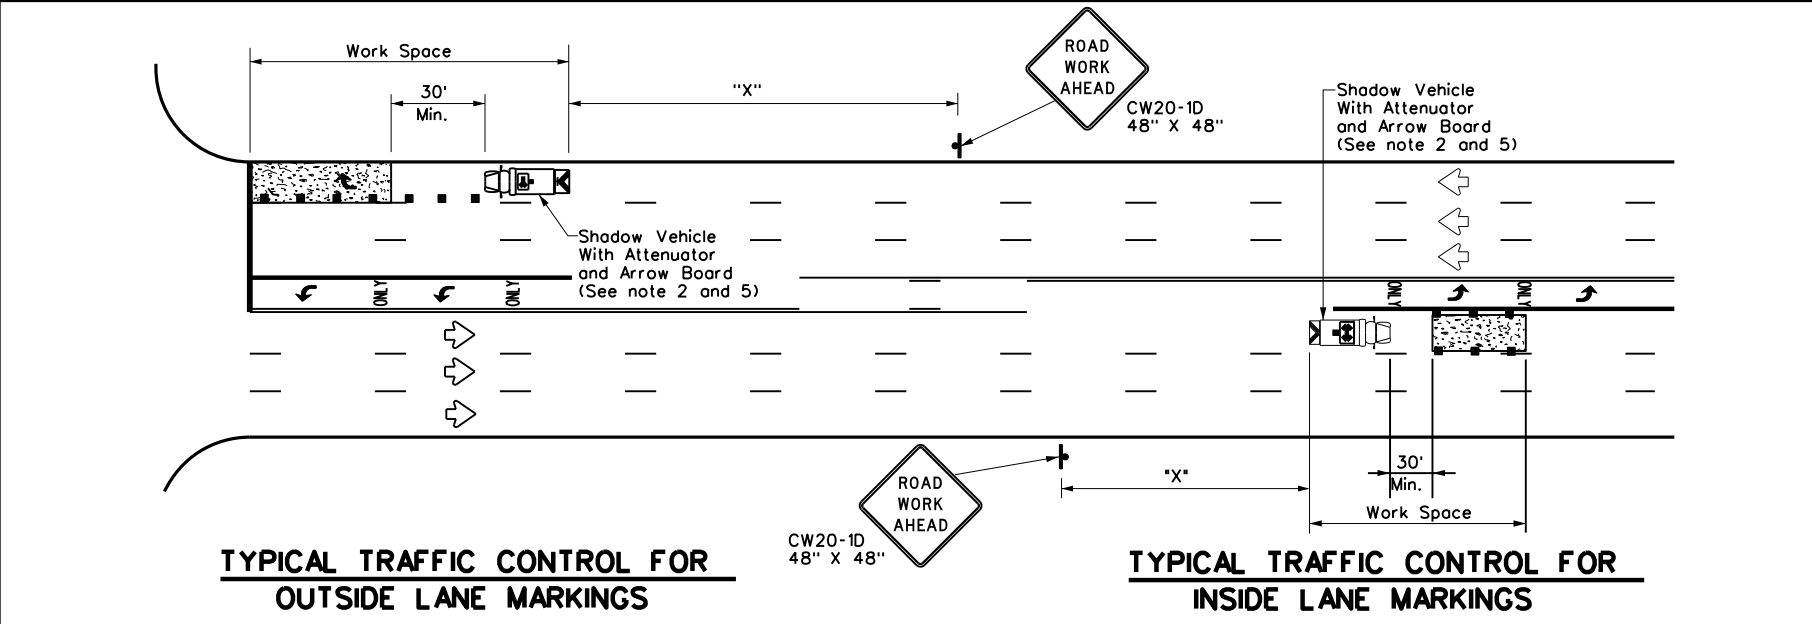 Work Space
30'
Min.
"X"
ROAD
WORK
AHEAD
CW20-1D
48" X 48"
Shadow Vehicle
With Attenuator
and Arrow Board
(See note 2 and 5)
Shadow Vehicle
With Attenuator
and Arrow Board
(See note 2 and 5)
ONLY
ONLY
ONLY
ONLY
ROAD
WORK
AHEAD
CW20-1D
48" X 48"
"X"
30'
Min.
Work Space
TYPICAL TRAFFIC CONTROL FOR
OUTSIDE LANE MARKINGS
TYPICAL TRAFFIC CONTROL FOR
INSIDE LANE MARKINGS